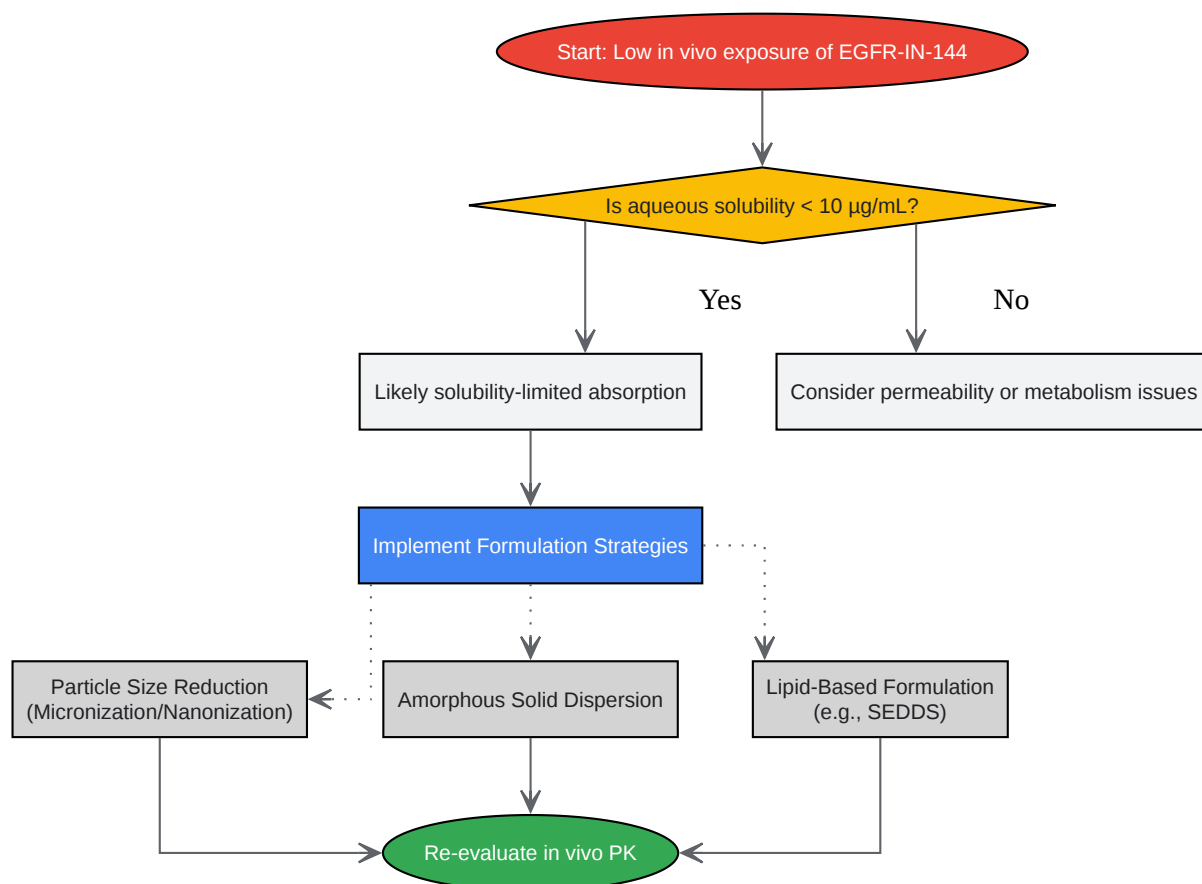 Start: Low in vivo exposure of EGFR-IN-144
Is aqueous solubility < 10 µg/mL?
Yes
No
Likely solubility-limited absorption
Consider permeability or metabolism issues
Implement Formulation Strategies
Particle Size Reduction
(Micronization/Nanonization)
Amorphous Solid Dispersion
Lipid-Based Formulation
(e.g., SEDDS)
Re-evaluate in vivo PK